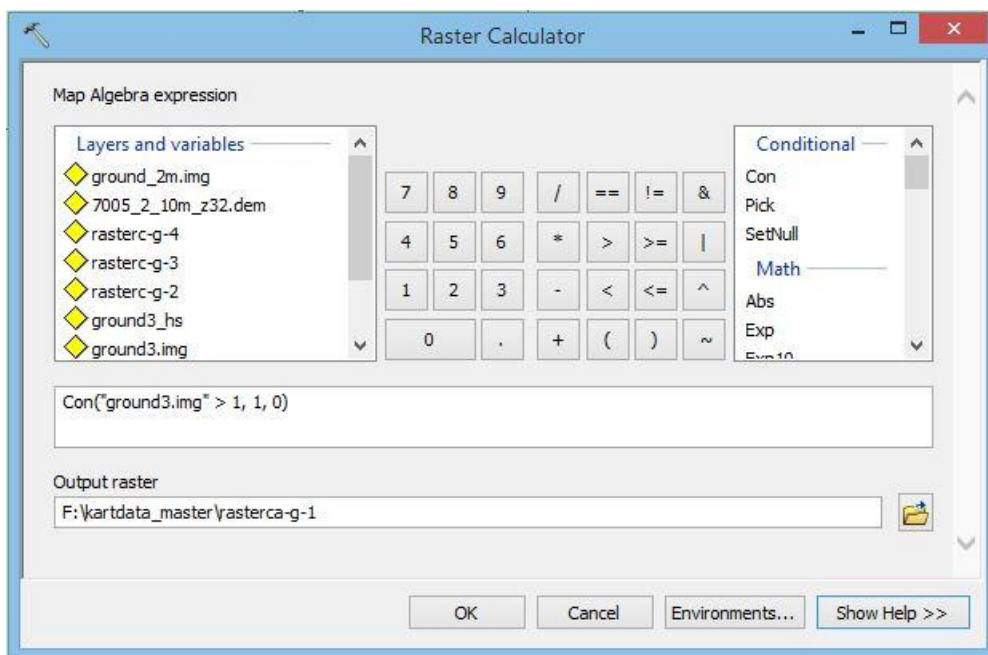 Raster Calculator
Map Algebra expression
Layers and variables
ground_2m.img
7005_2_10m_z32.dem
rasterc-g-4
rasterc-g-3
rasterc-g-2
ground3_hs
ground3.img
7 8 9 / == != &
4 5 6 * > >= |
1 2 3 - < <= ^
0 . + ( ) ~
Conditional
Con
Pick
SetNull
Math
Abs
Exp
Exp10
Con("ground3.img" > 1, 1, 0)
Output raster
F:\kartdata_master\rasterca-g-1
OK Cancel Environments... Show Help >>